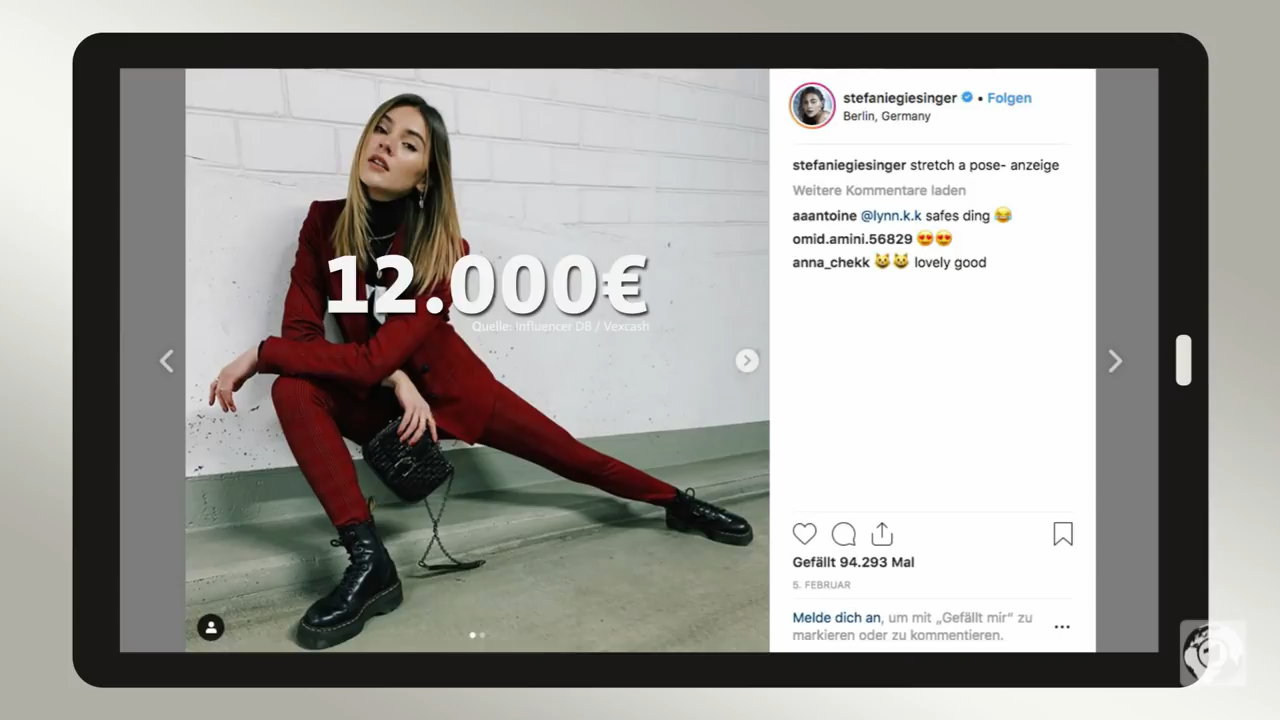 12.000€
Quelle: Influencer DB / Vexcash
stefaniegiesinger • Folgen
Berlin, Germany
stefaniegiesinger stretch a pose- anzeige
Weitere Kommentare laden
aaantoine @lynn.k.k safes ding 😂
omid.amini.56829 😍😍
anna_chekk 😺😺 lovely good
Gefällt 94.293 Mal
5. FEBRUAR
Melde dich an, um mit „Gefällt mir“ zu
markieren oder zu kommentieren.